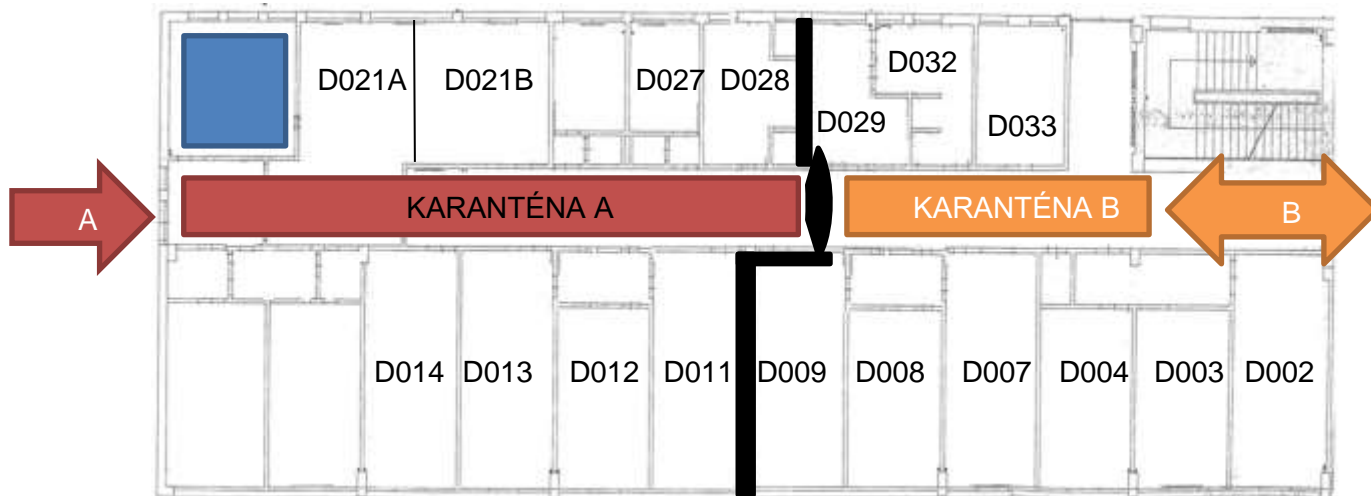 D021A
D021B
D027
D028
D032
D029
D033
A
KARANTÉNA A
KARANTÉNA B
B
D014
D013
D012
D011
D009
D008
D007
D004
D003
D002